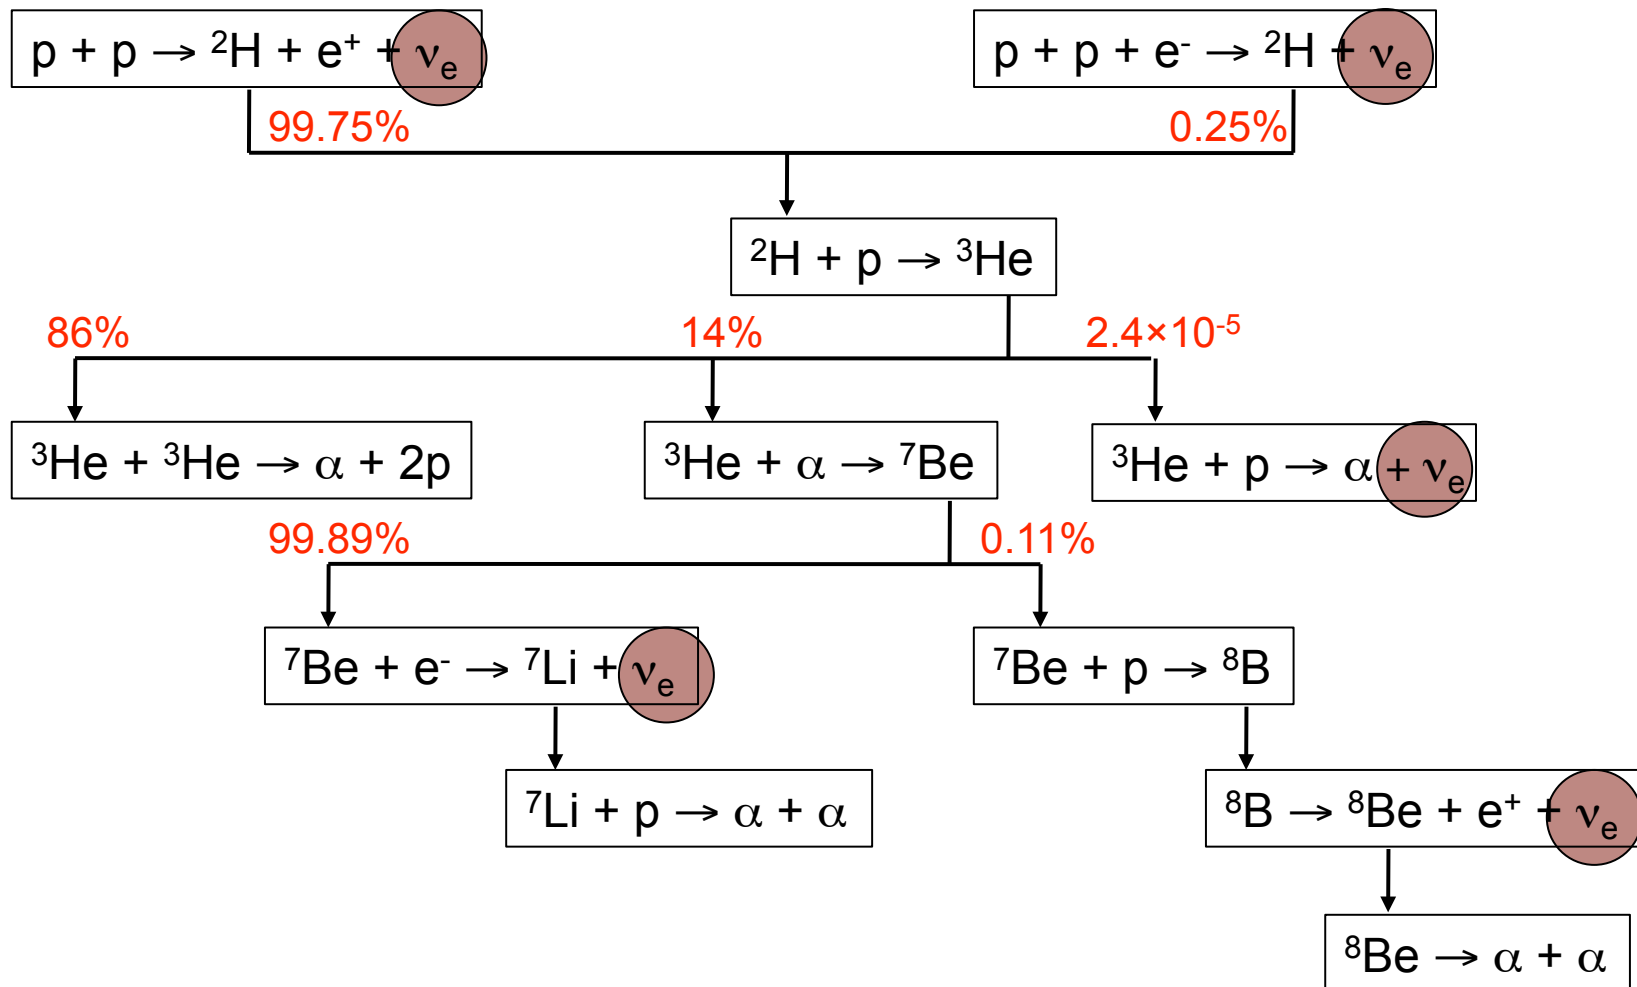 p + p → ²H + e⁺ + νₑ
p + p + e⁻ → ²H + νₑ
99.75%
0.25%
²H + p → ³He
86%
14%
2.4×10⁻⁵
³He + ³He → α + 2p
³He + α → ⁷Be
³He + p → α + νₑ
99.89%
0.11%
⁷Be + e⁻ → ⁷Li + νₑ
⁷Be + p → ⁸B
⁷Li + p → α + α
⁸B → ⁸Be + e⁺ + νₑ
⁸Be → α + α